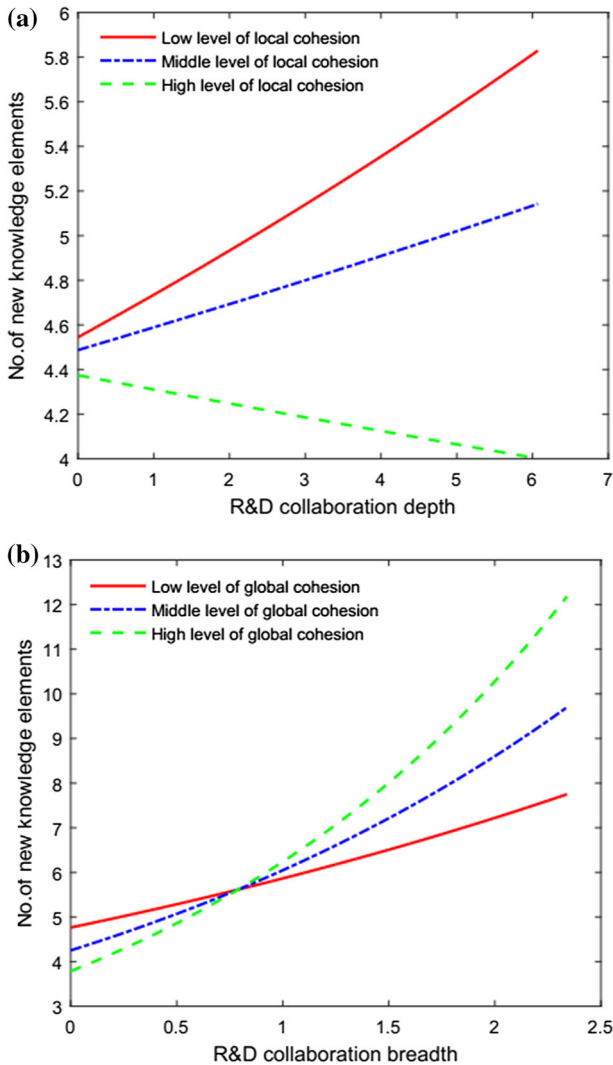 (a)
6
5.8
5.6
5.4
5.2
5
4.8
4.6
4.4
4.2
4
No.of new knowledge elements
Low level of local cohesion
Middle level of local cohesion
High level of local cohesion
0 1 2 3 4 5 6 7
R&D collaboration depth
(b)
13
12
11
10
9
8
7
6
5
4
3
No.of new knowledge elements
Low level of global cohesion
Middle level of global cohesion
High level of global cohesion
0 0.5 1 1.5 2 2.5
R&D collaboration breadth